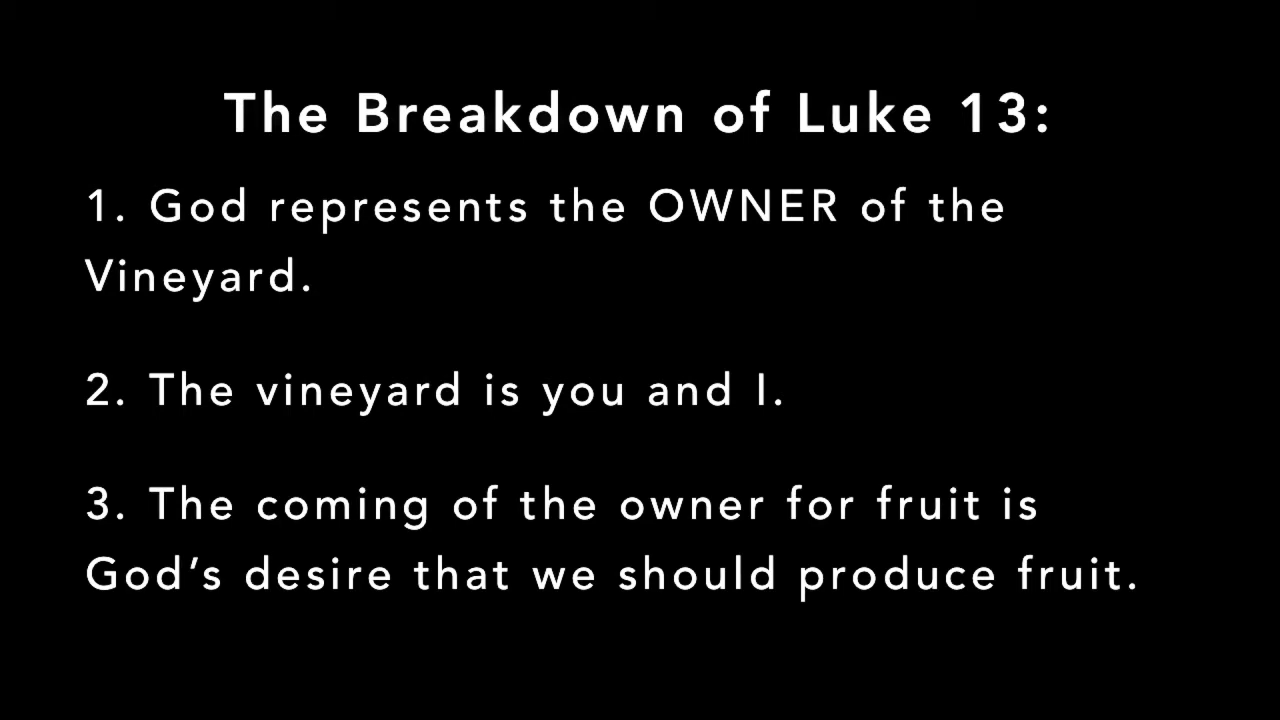 The Breakdown of Luke 13:
1. God represents the OWNER of the
Vineyard.
2. The vineyard is you and I.
3. The coming of the owner for fruit is
God’s desire that we should produce fruit.